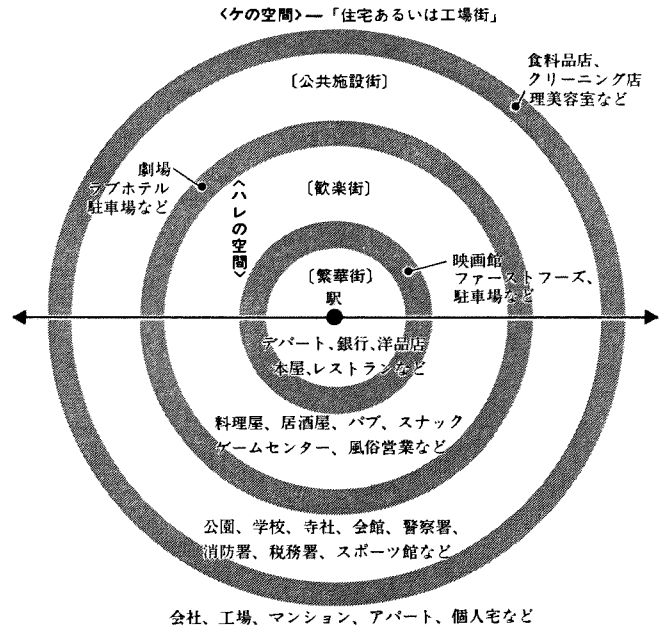 〈ケの空間〉―「住宅あるいは工場街」
食料品店、
クリーニング店
理美容室など
〔公共施設街〕
劇場
ラブホテル
駐車場など
〈ハレの空間〉
〔歓楽街〕
映画館
ファーストフーズ、
駐車場など
〔繁華街〕
駅
デパート、銀行、洋品店
本屋、レストランなど
料理屋、居酒屋、パブ、スナック
ゲームセンター、風俗営業など
公園、学校、寺社、会館、警察署、
消防署、税務署、スポーツ館など
会社、工場、マンション、アパート、個人宅など